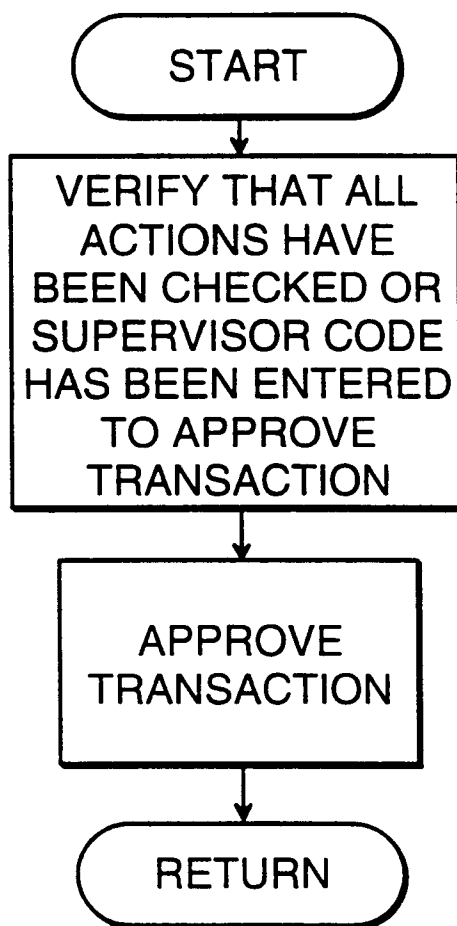 START
VERIFY THAT ALL
ACTIONS HAVE
BEEN CHECKED OR
SUPERVISOR CODE
HAS BEEN ENTERED
TO APPROVE
TRANSACTION
APPROVE
TRANSACTION
RETURN